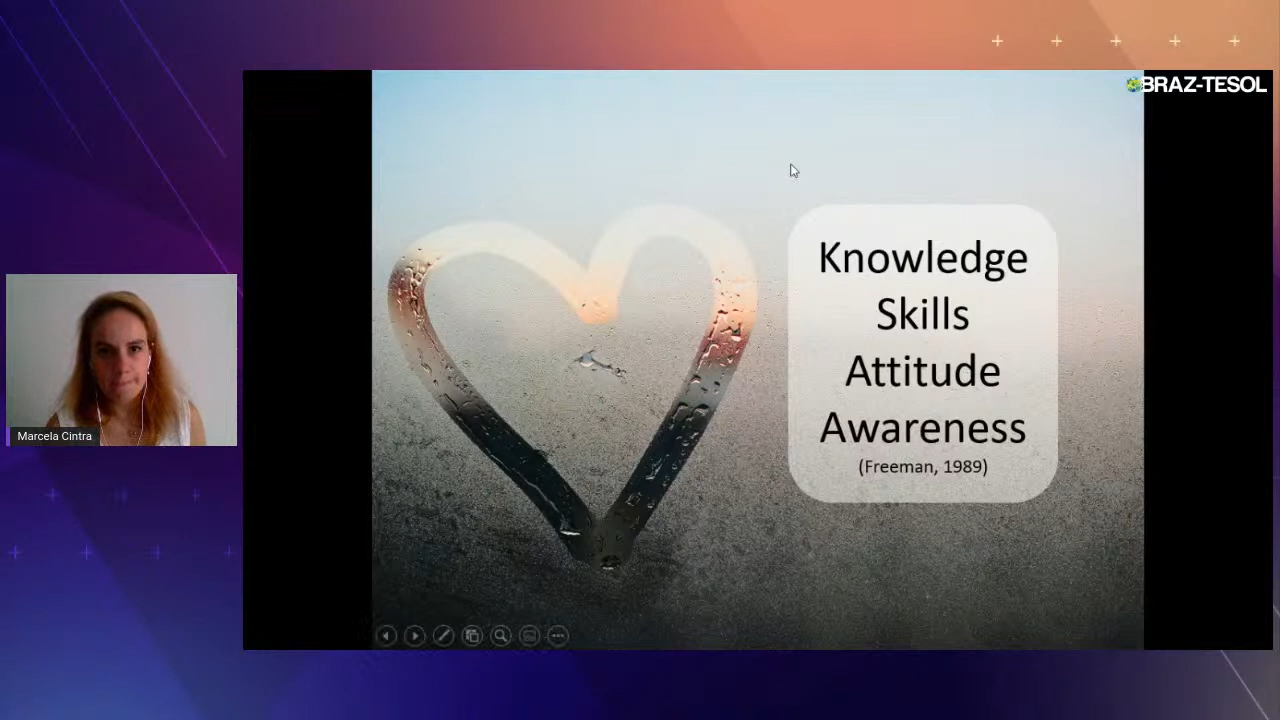 BRAZ-TESOL
Knowledge
Skills
Attitude
Awareness
(Freeman, 1989)
Marcela Cintra